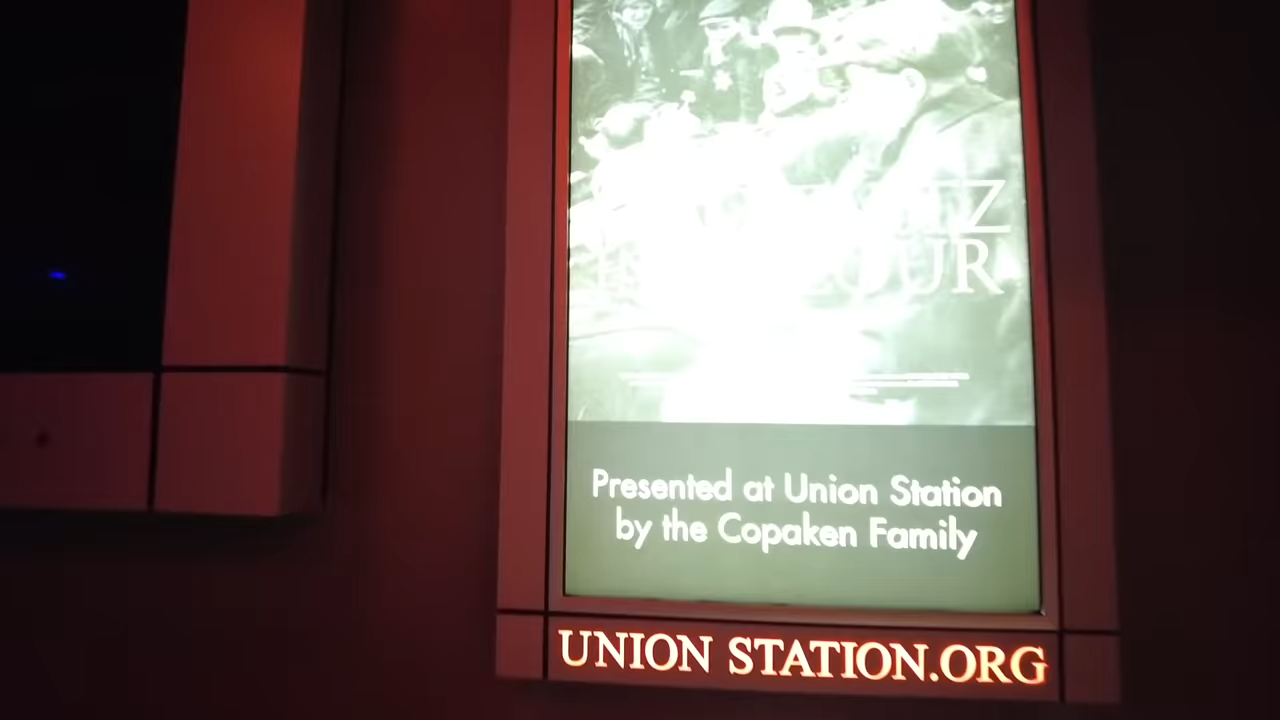 Presented at Union Station
by the Copaken Family
UNION STATION.ORG